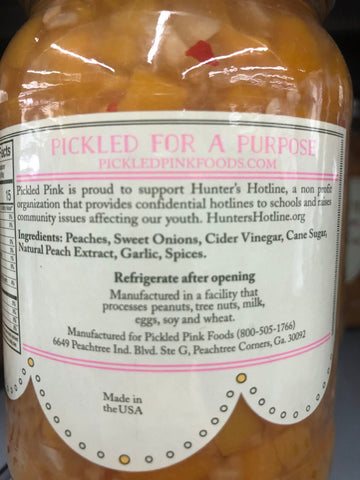 PICKLED FOR A PURPOSE
PICKLEDPINKFOODS.COM
Facts
15
Pickled Pink is proud to support Hunter's Hotline, a non profit
organization that provides confidential hotlines to schools and raises
community issues affecting our youth. HuntersHotline.org
Ingredients: Peaches, Sweet Onions, Cider Vinegar, Cane Sugar,
Natural Peach Extract, Garlic, Spices.
Refrigerate after opening
Manufactured in a facility that
processes peanuts, tree nuts, milk,
eggs, soy and wheat.
Manufactured for Pickled Pink Foods (800-505-1766)
6649 Peachtree Ind. Blvd. Ste G, Peachtree Corners, Ga. 30092
Made in
the USA